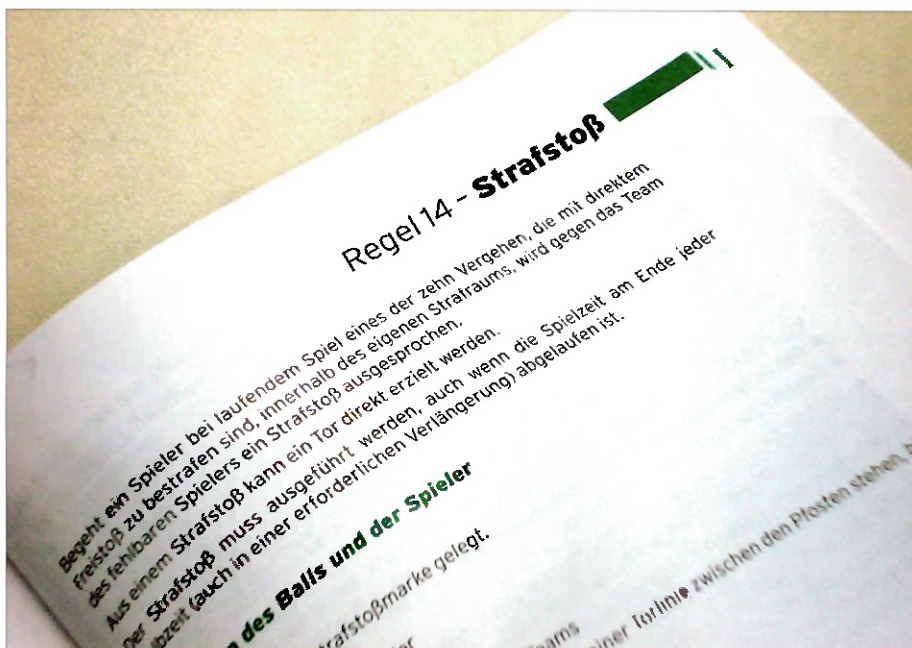 Regel 14 – Strafstoß
Begeht ein Spieler bei laufendem Spiel eines der zehn Vergehen, die mit direktem
Freistoß zu bestrafen sind, innerhalb des eigenen Strafraums, wird gegen das Team
des fehlbaren Spielers ein Strafstoß ausgesprochen.
Aus einem Strafstoß kann ein Tor direkt erzielt werden.
Der Strafstoß muss ausgeführt werden, auch wenn die Spielzeit am Ende jeder
lbzeit (auch in einer erforderlichen Verlängerung) abgelaufen ist.
des Balls und der Spieler
trafstoßmarke gelegt.
Teams
einer Torlinie zwischen den Pfosten stehen,